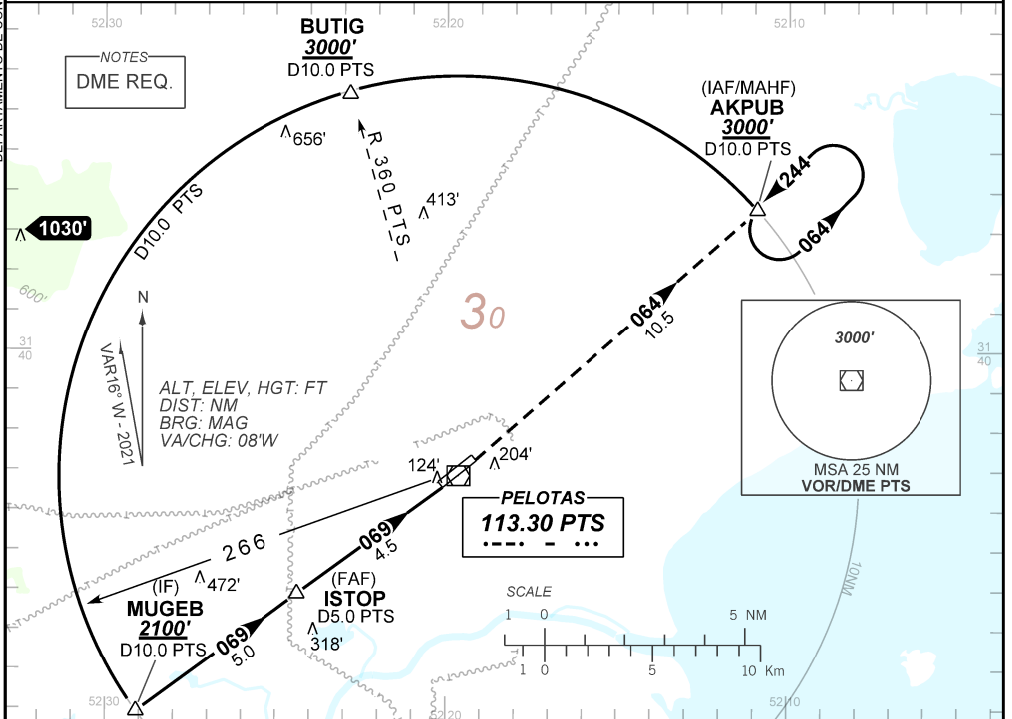 52 30
52 20
52 10
NOTES
DME REQ.
BUTIG
3000'
D10.0 PTS
(IAF/MAHF)
AKPUB
3000'
D10.0 PTS
656'
R_360_PTS_
413'
244
064
1030'
D10.0 PTS
600'
N
VAR16° W - 2021
30
064
10.5
31
40
31
40
ALT, ELEV, HGT: FT
DIST: NM
BRG: MAG
VA/CHG: 08'W
3000'
MSA 25 NM
VOR/DME PTS
124'
204'
PELOTAS
113.30 PTS
266
069
4.5
472'
(IF)
MUGEB
2100'
D10.0 PTS
(FAF)
ISTOP
D5.0 PTS
318'
069
5.0
SCALE
1 0 5 NM
1 0 5 10 Km
10NM
52 30
52 20
52 10